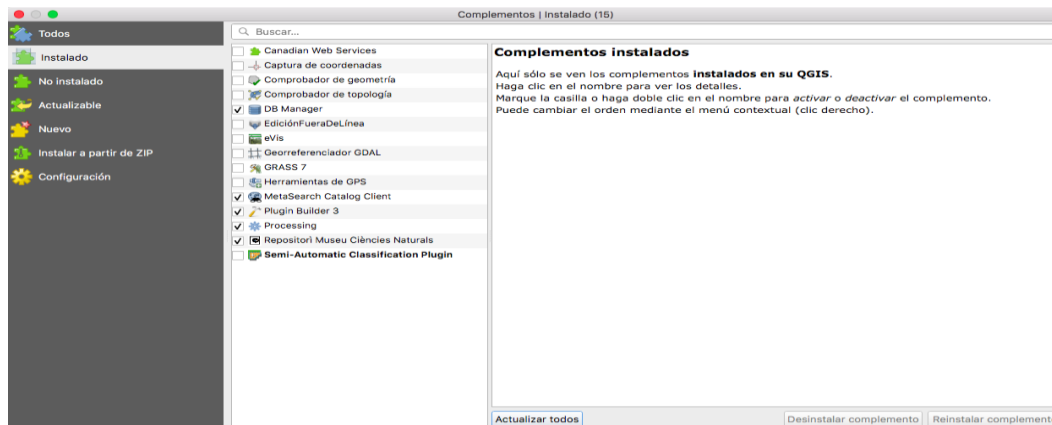 Complementos | Instalado (15)
Todos
Instalado
No instalado
Actualizable
Nuevo
Instalar a partir de ZIP
Configuración
Buscar...
Canadian Web Services
Captura de coordenadas
Comprobador de geometría
Comprobador de topología
DB Manager
EdiciónFueraDeLínea
eVis
Georreferenciador GDAL
GRASS 7
Herramientas de GPS
MetaSearch Catalog Client
Plugin Builder 3
Processing
Repositori Museu Ciències Naturals
Semi-Automatic Classification Plugin
Complementos instalados
Aquí sólo se ven los complementos instalados en su QGIS.
Haga clic en el nombre para ver los detalles.
Marque la casilla o haga doble clic en el nombre para activar o deactivar el complemento.
Puede cambiar el orden mediante el menú contextual (clic derecho).
Actualizar todos
Desinstalar complemento
Reinstalar complement